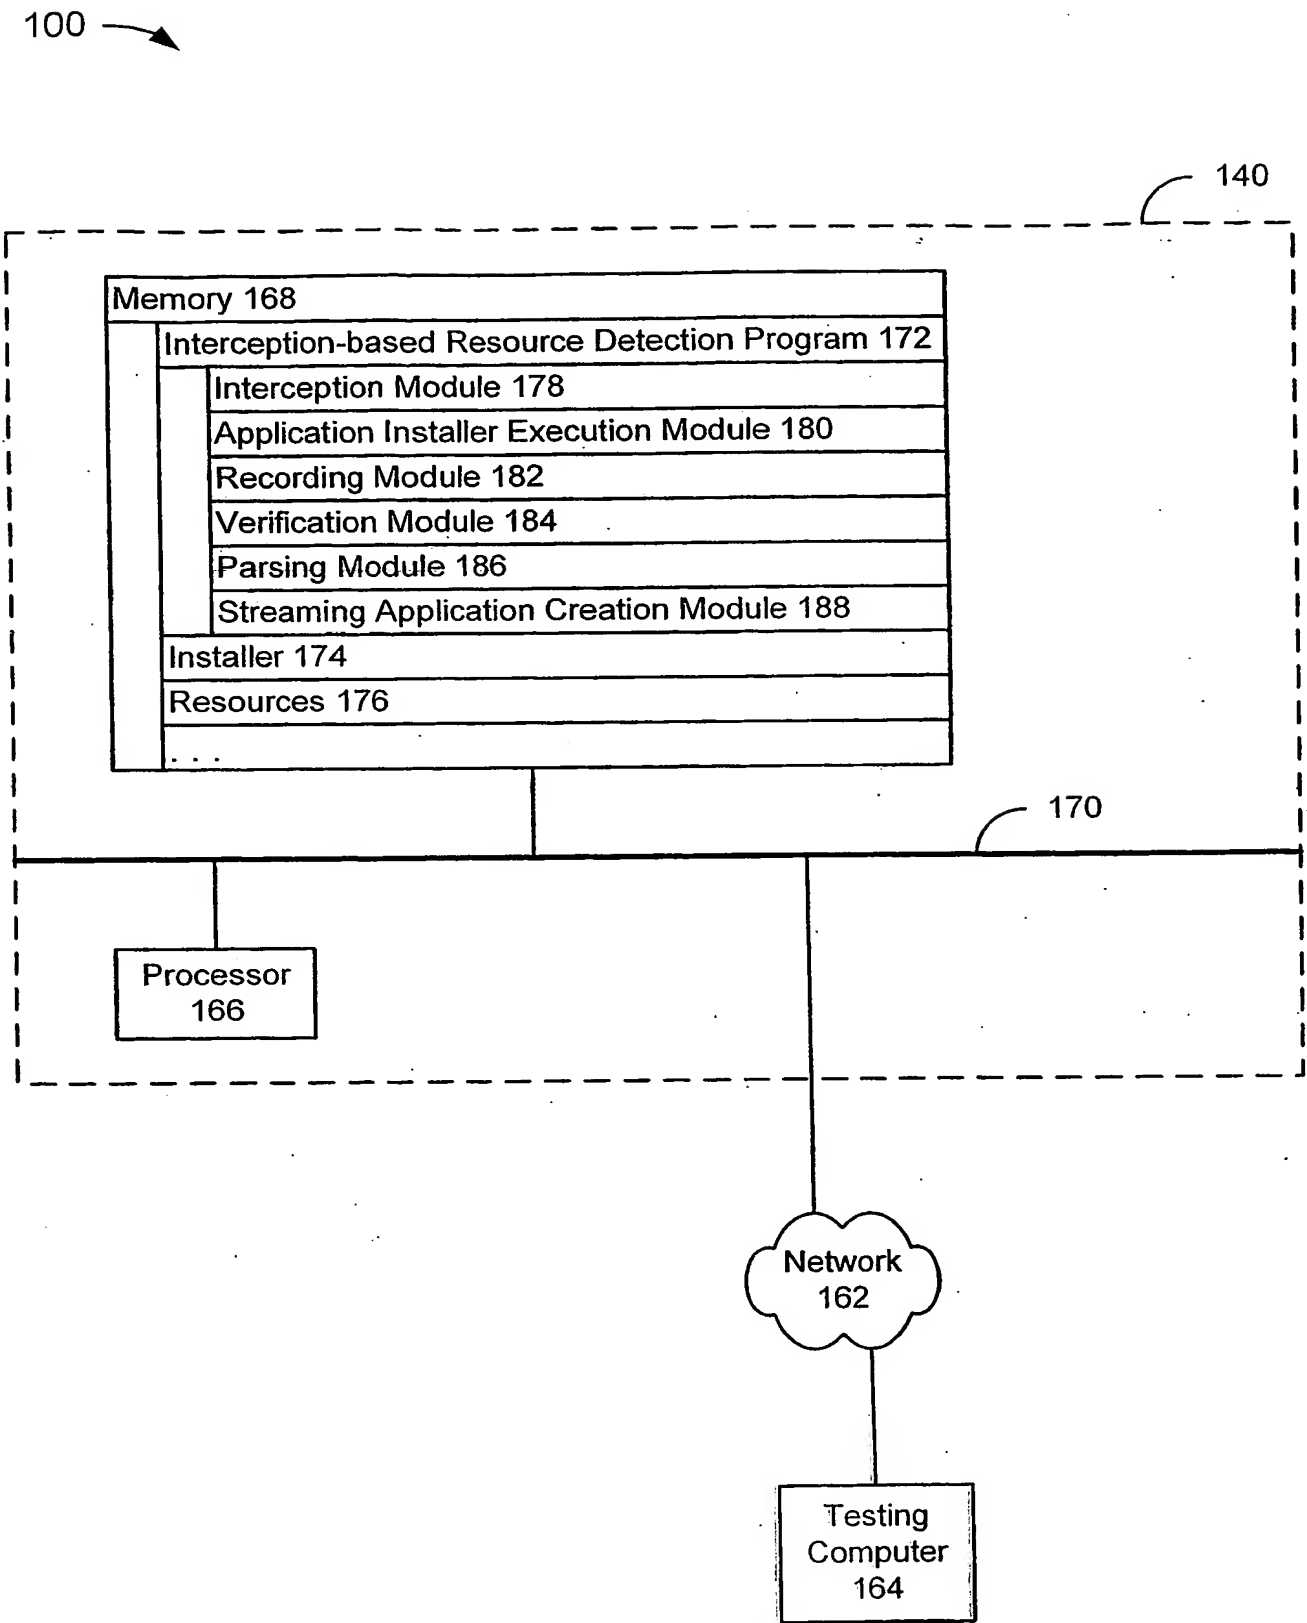 100
140
Memory 168
Interception-based Resource Detection Program 172
Interception Module 178
Application Installer Execution Module 180
Recording Module 182
Verification Module 184
Parsing Module 186
Streaming Application Creation Module 188
Installer 174
Resources 176
. . .
170
Processor
166
Network
162
Testing
Computer
164